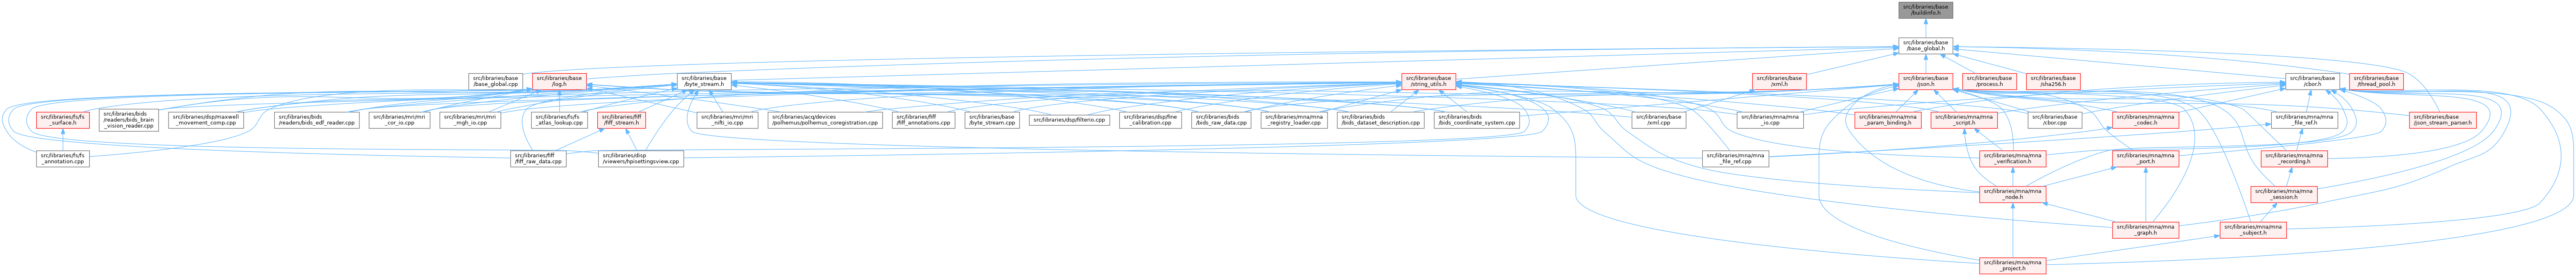 src/libraries/base
/buildinfo.h
src/libraries/base
/base_global.h
src/libraries/base
/base_global.cpp
src/libraries/base
/log.h
src/libraries/base
/byte_stream.h
src/libraries/base
/string_utils.h
src/libraries/base
/xml.h
src/libraries/base
/json.h
src/libraries/base
/process.h
src/libraries/base
/sha256.h
src/libraries/base
/cbor.h
src/libraries/base
/thread_pool.h
src/libraries/fs/fs
_surface.h
src/libraries/bids
/readers/bids_brain
_vision_reader.cpp
src/libraries/dsp/maxwell
_movement_comp.cpp
src/libraries/bids
/readers/bids_edf_reader.cpp
src/libraries/mri/mri
_cor_io.cpp
src/libraries/mri/mri
_mgh_io.cpp
src/libraries/fs/fs
_atlas_lookup.cpp
src/libraries/fiff
/fiff_stream.h
src/libraries/mri/mri
_nifti_io.cpp
src/libraries/acq/devices
/polhemus/polhemus_coregistration.cpp
src/libraries/fiff
/fiff_annotations.cpp
src/libraries/base
/byte_stream.cpp
src/libraries/dsp/filterio.cpp
src/libraries/dsp/fine
_calibration.cpp
src/libraries/bids
/bids_raw_data.cpp
src/libraries/mna/mna
_registry_loader.cpp
src/libraries/bids
/bids_dataset_description.cpp
src/libraries/bids
/bids_coordinate_system.cpp
src/libraries/base
/xml.cpp
src/libraries/mna/mna
_io.cpp
src/libraries/mna/mna
_param_binding.h
src/libraries/mna/mna
_script.h
src/libraries/base
/cbor.cpp
src/libraries/mna/mna
_codec.h
src/libraries/mna/mna
_file_ref.h
src/libraries/base
/json_stream_parser.h
src/libraries/fs/fs
_annotation.cpp
src/libraries/fiff
/fiff_raw_data.cpp
src/libraries/disp
/viewers/hpisettingsview.cpp
src/libraries/mna/mna
_file_ref.cpp
src/libraries/mna/mna
_verification.h
src/libraries/mna/mna
_port.h
src/libraries/mna/mna
_recording.h
src/libraries/mna/mna
_node.h
src/libraries/mna/mna
_session.h
src/libraries/mna/mna
_graph.h
src/libraries/mna/mna
_subject.h
src/libraries/mna/mna
_project.h